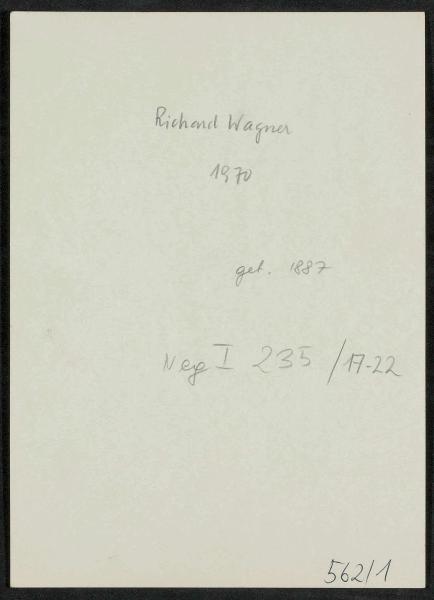 Richard Wagner
1970
geb. 1887
Neg I 235 / 17-22
562/1